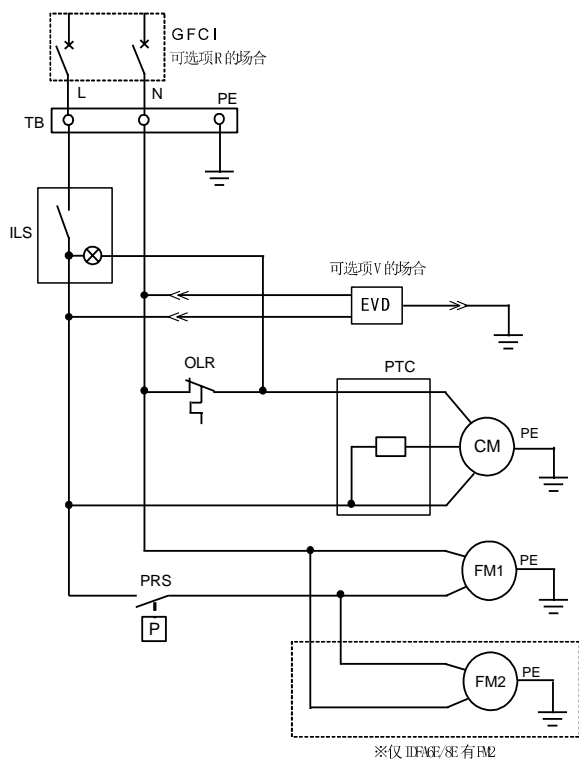 GFCI
可选项R的场合
L
N
PE
TB
ILS
可选项V的场合
EVD
OLR
PTC
CM
PE
PRS
P
FM1
PE
FM2
PE
※仅IDFA6E/8E有FM2